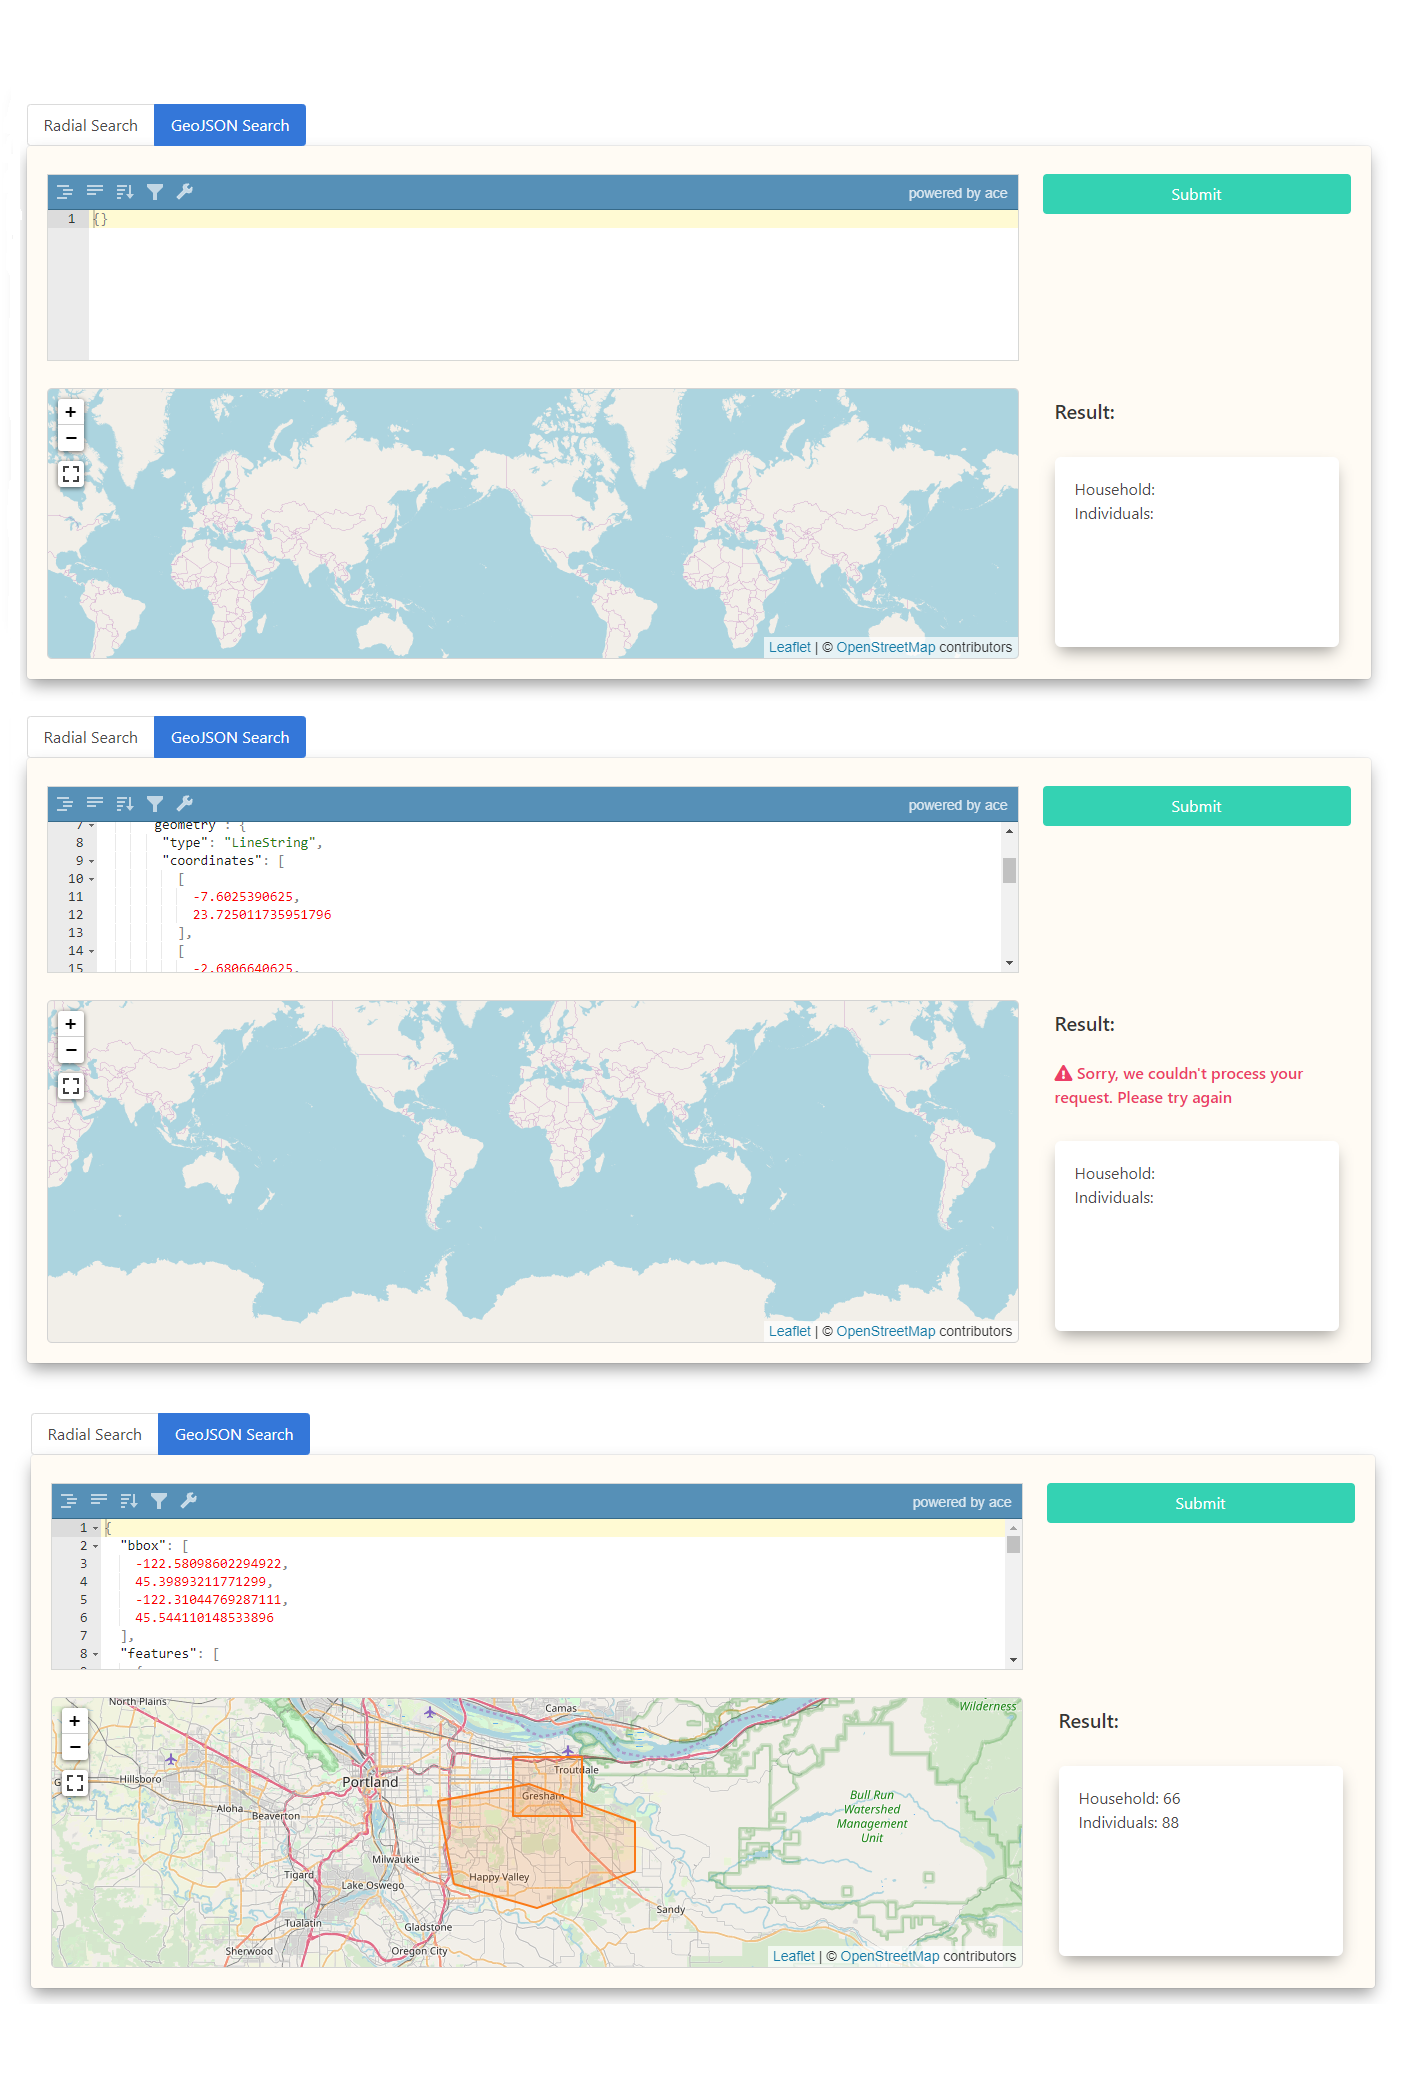 Radial Search
GeoJSON Search
powered by ace
Submit
1
{}
+
−
Leaflet | © OpenStreetMap contributors
Result:
Household:
Individuals:
Radial Search
GeoJSON Search
powered by ace
Submit
7 geometry : {
8 "type": "LineString",
9 "coordinates": [
10 [
11 -7.6025390625,
12 23.725011735951796
13 ],
14 [
15 -2.6806640625,
+
−
Leaflet | © OpenStreetMap contributors
Result:
Sorry, we couldn't process your
request. Please try again
Household:
Individuals:
Radial Search
GeoJSON Search
powered by ace
Submit
1 {
2 "bbox": [
3 -122.58098602294922,
4 45.39893211771299,
5 -122.31044769287111,
6 45.544110148533896
7 ],
8 "features": [
9 {
+
−
North Plains
Camas
Wilderness
Troutdale
Hillsboro
Portland
Gresham
Aloha
Beaverton
Bull Run
Watershed
Management
Unit
Milwaukie
Tigard
Lake Oswego
Happy Valley
Sandy
Tualatin
Gladstone
Sherwood
Oregon City
Leaflet | © OpenStreetMap contributors
Result:
Household: 66
Individuals: 88